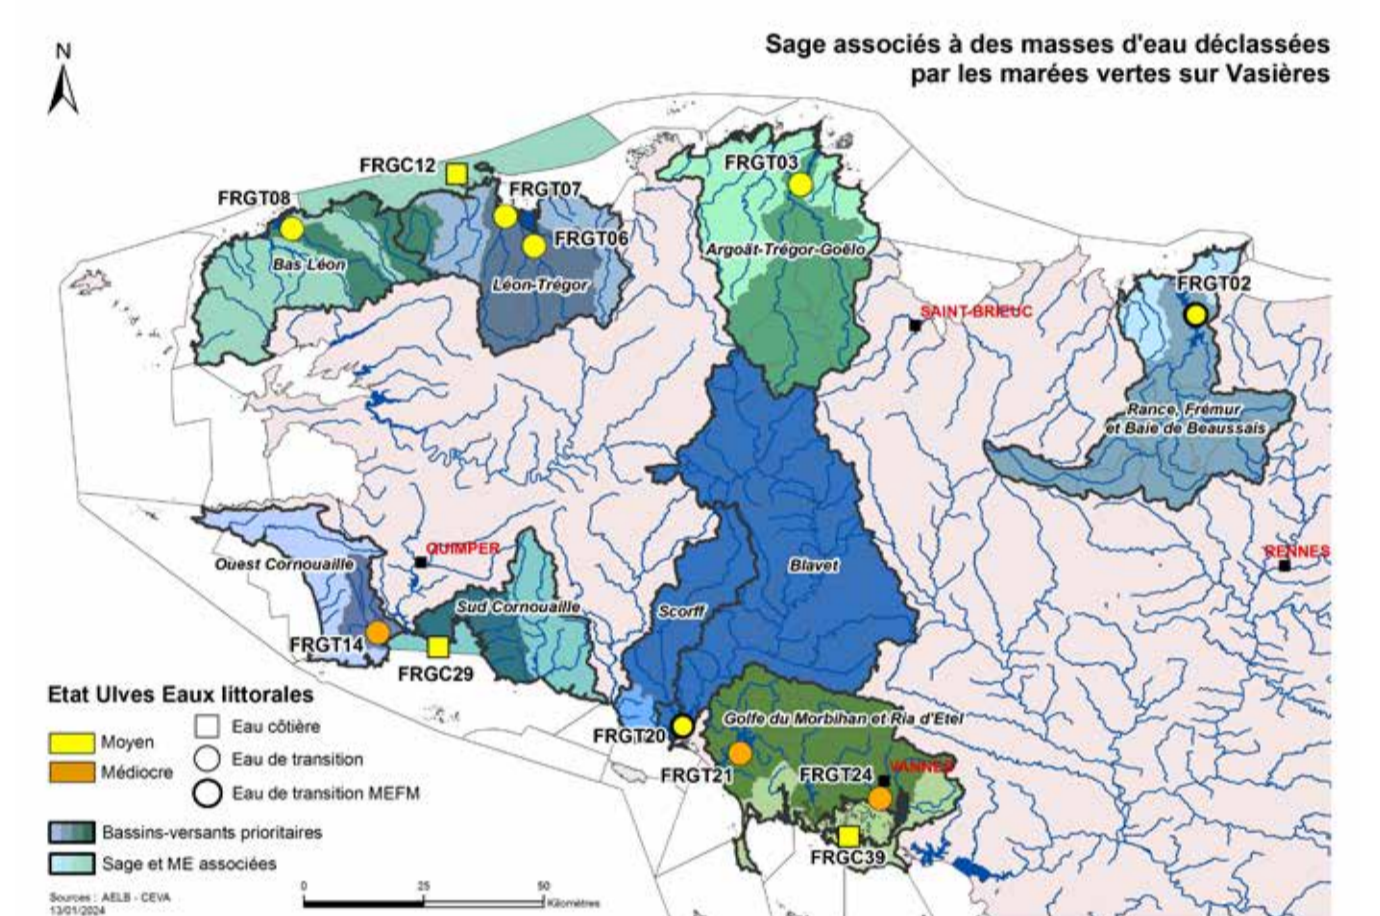 N
Sage associés à des masses d'eau déclassées
par les marées vertes sur Vasières
FRGC12
FRGT03
FRGT08
FRGT07
FRGT06
Bas Léon
Léon-Trégor
Argoât-Trégor-Goëlo
FRGT02
SAINT-BRIEUC
Rance, Frémur
et Baie de Beaussais
QUIMPER
RENNES
Ouest Cornouaille
Blavet
Sud Cornouaille
Scorff
FRGT14
FRGC29
Golfe du Morbihan et Ria d'Etel
FRGT20
FRGT21
FRGT24
VANNES
FRGC39
Etat Ulves Eaux littorales
Moyen
Médiocre
Eau côtière
Eau de transition
Eau de transition MEFM
Bassins-versants prioritaires
Sage et ME associées
Sources : AELB - CEVA
13/01/2024
0 25 50
Kilomètres